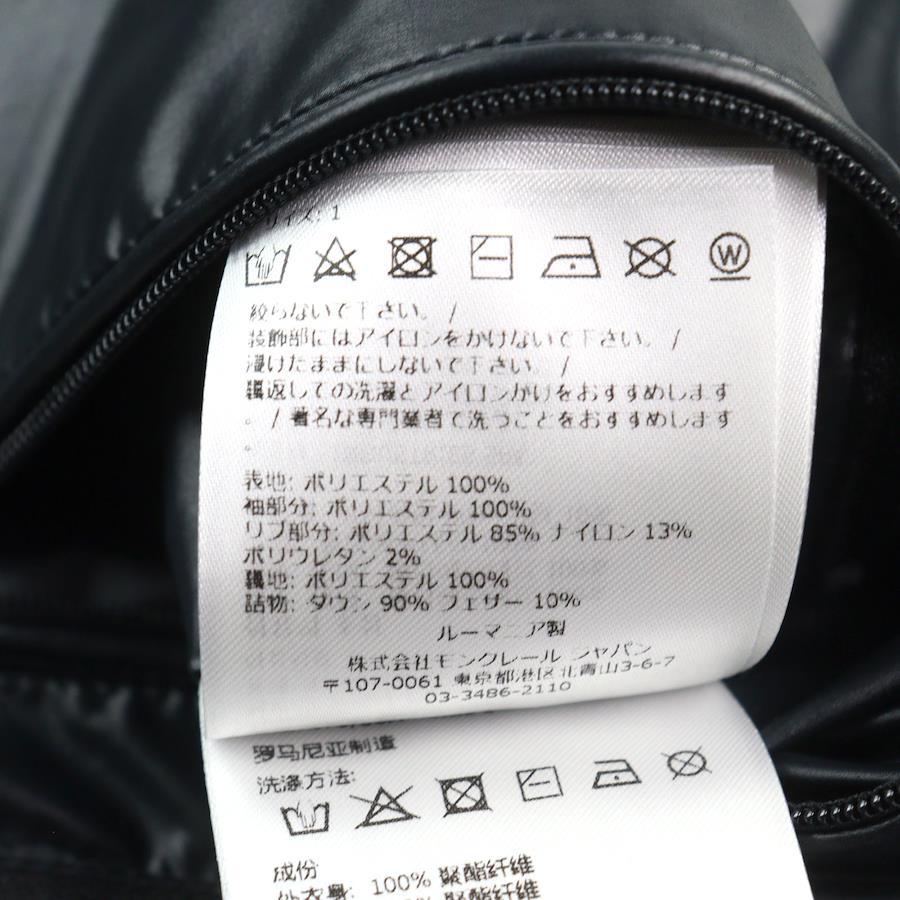 サイズ: 1
W
絞らないで下さい。 /
装飾部にはアイロンをかけないで下さい。 /
浸けたままにしないで下さい。 /
裏返しての洗濯とアイロンがけをおすすめします
。 / 著名な専門業者で洗うことをおすすめします
。
表地: ポリエステル 100%
袖部分: ポリエステル 100%
リブ部分: ポリエステル 85% ナイロン 13%
ポリウレタン 2%
裏地: ポリエステル 100%
詰物: ダウン 90% フェザー 10%
ルーマニア製
株式会社モンクレール ジャパン
〒107-0061 東京都港区北青山3-6-7
03-3486-2110
罗马尼亚制造
洗涤方法:
成份
100% 聚酯纤维
聚酯纤维